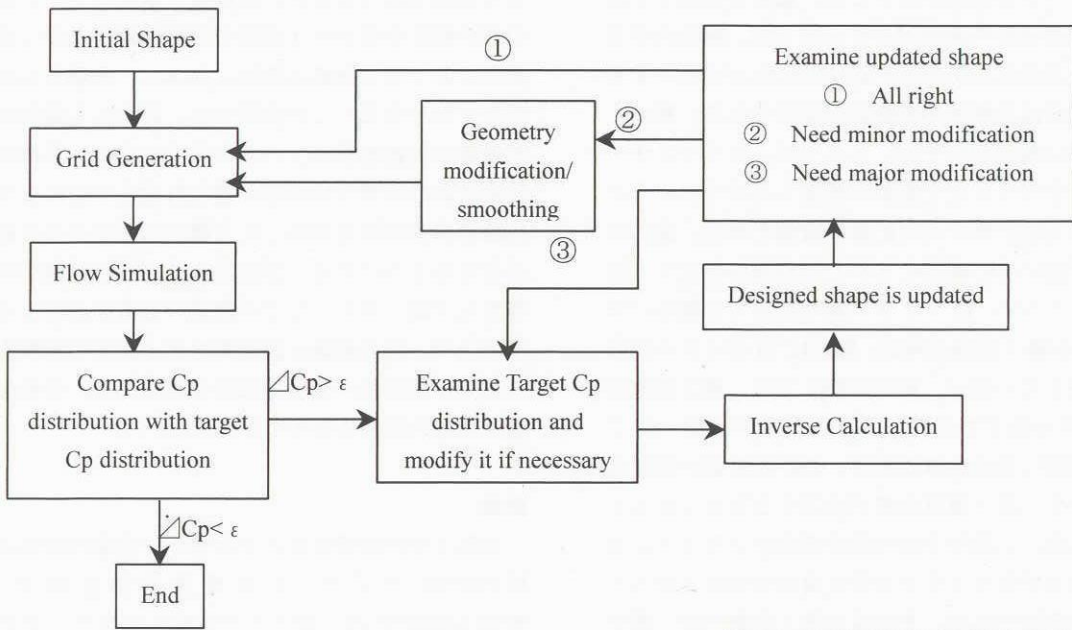 Initial Shape
①
Examine updated shape
① All right
② Need minor modification
③ Need major modification
②
Geometry
modification/
smoothing
Grid Generation
③
Flow Simulation
Designed shape is updated
Compare Cp
distribution with target
Cp distribution
⊿Cp> ε
Examine Target Cp
distribution and
modify it if necessary
Inverse Calculation
⊿Cp< ε
End